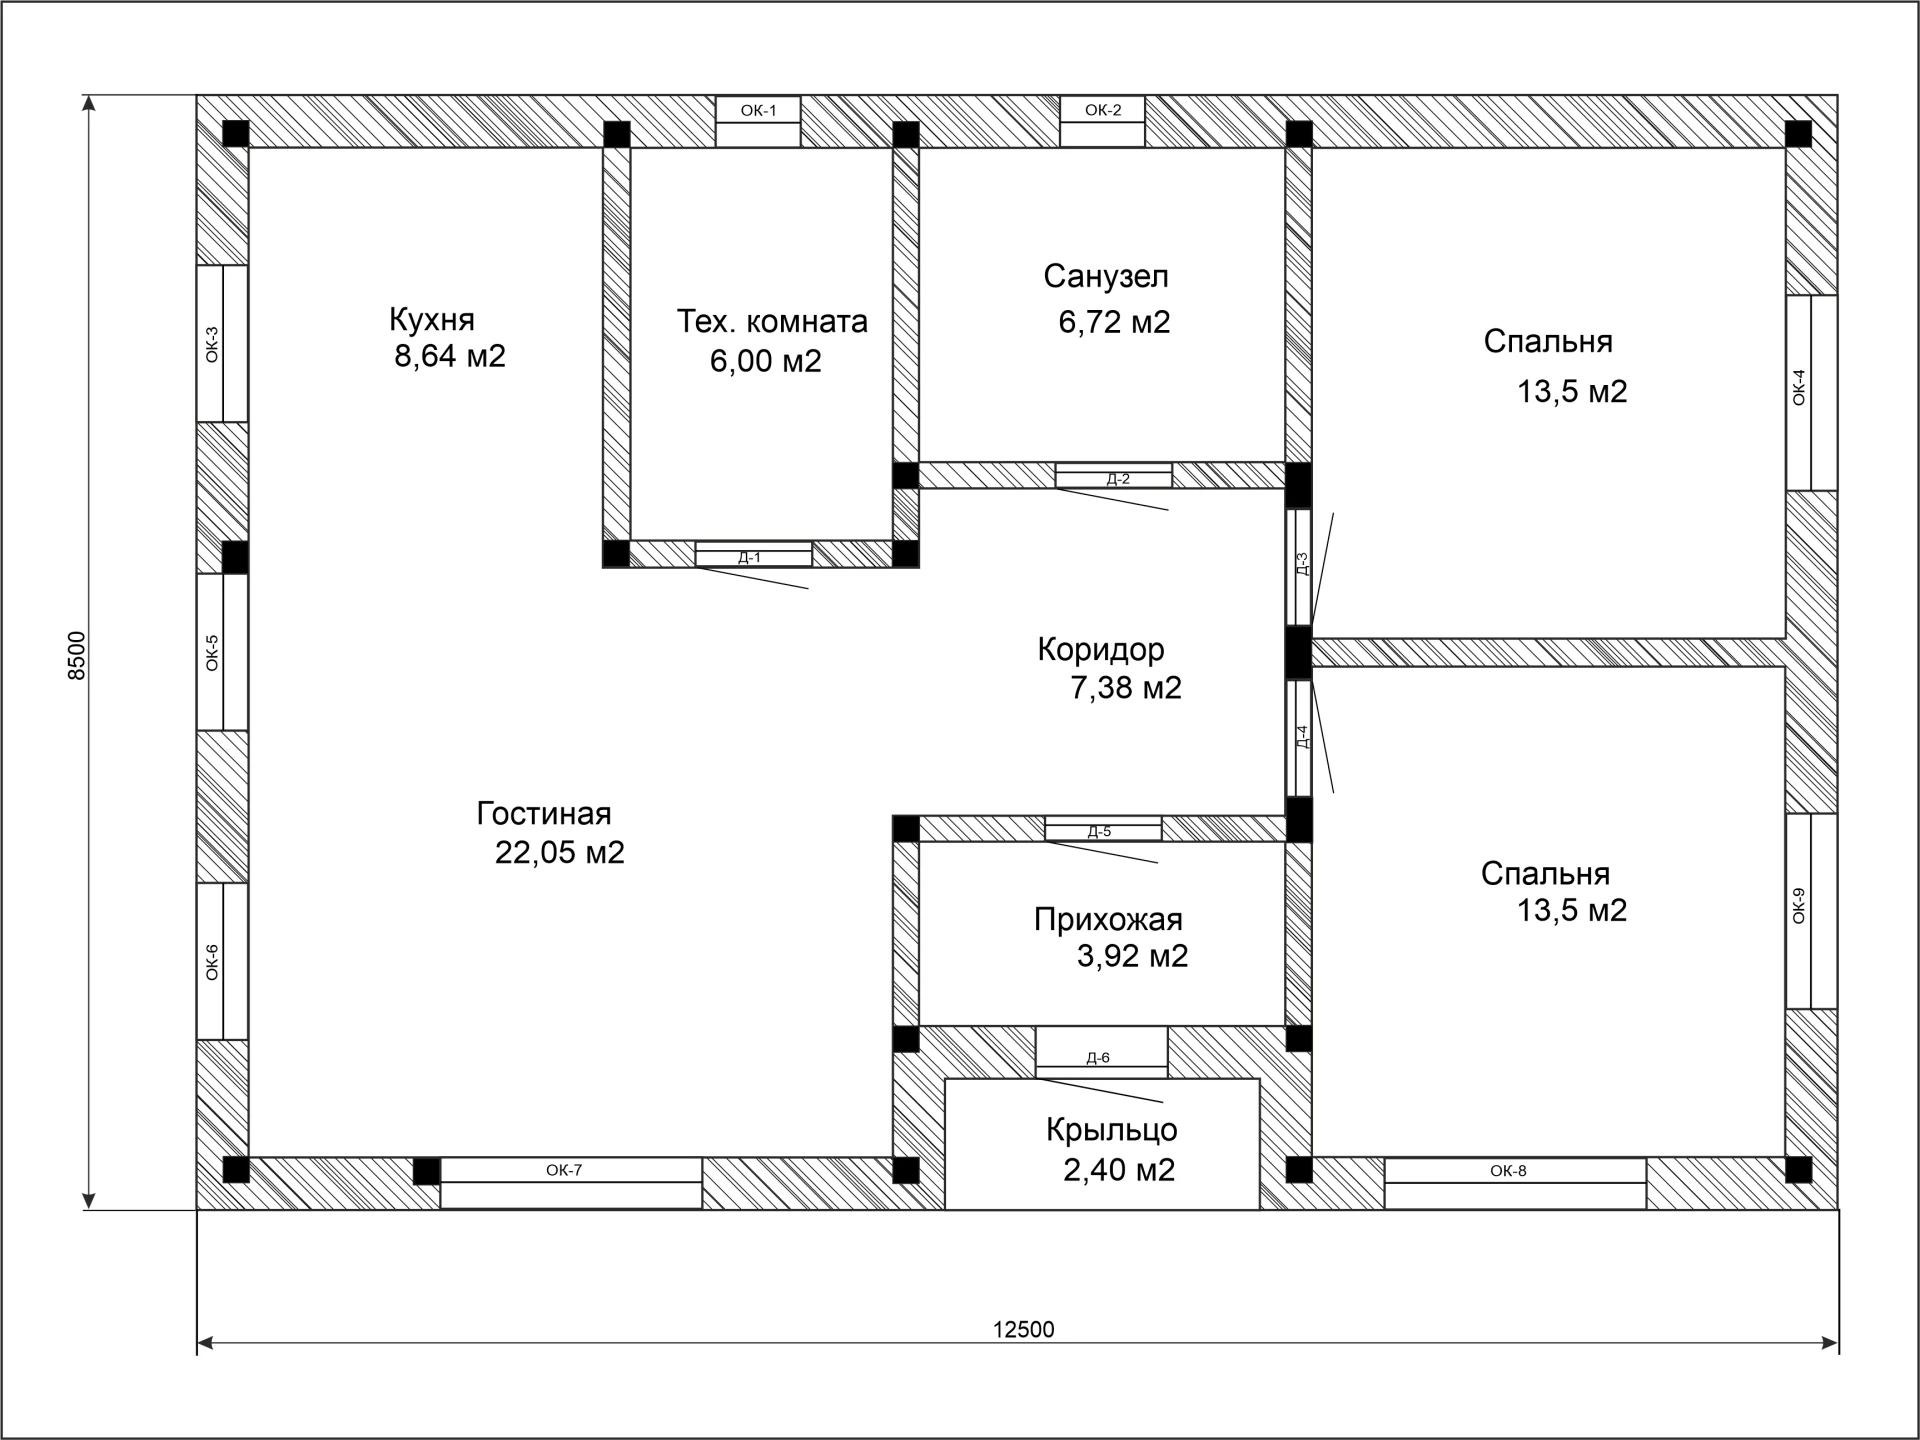 ОК-1
ОК-2
Кухня
8,64 м2
Тех. комната
6,00 м2
Санузел
6,72 м2
Спальня
13,5 м2
ОК-3
ОК-4
Д-2
Д-1
Д-3
ОК-5
8500
Коридор
7,38 м2
Д-4
Гостиная
22,05 м2
Д-5
Спальня
13,5 м2
ОК-9
Прихожая
3,92 м2
ОК-6
Д-6
Крыльцо
2,40 м2
ОК-7
ОК-8
12500